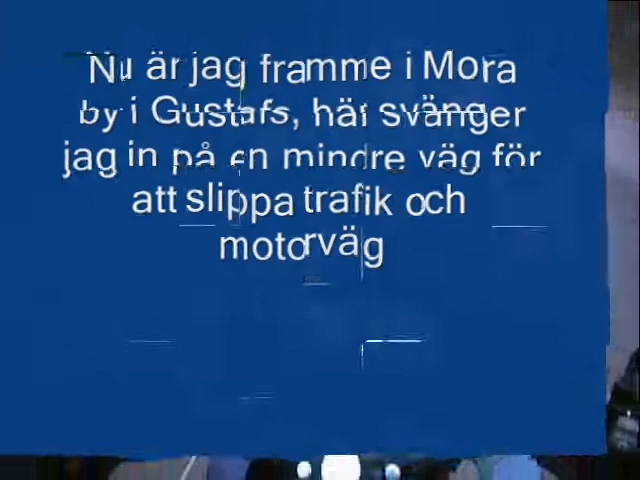 Nu är jag framme i Mora
by i Gustafs, här svänger
jag in på en mindre väg för
att slippa trafik och
motorväg